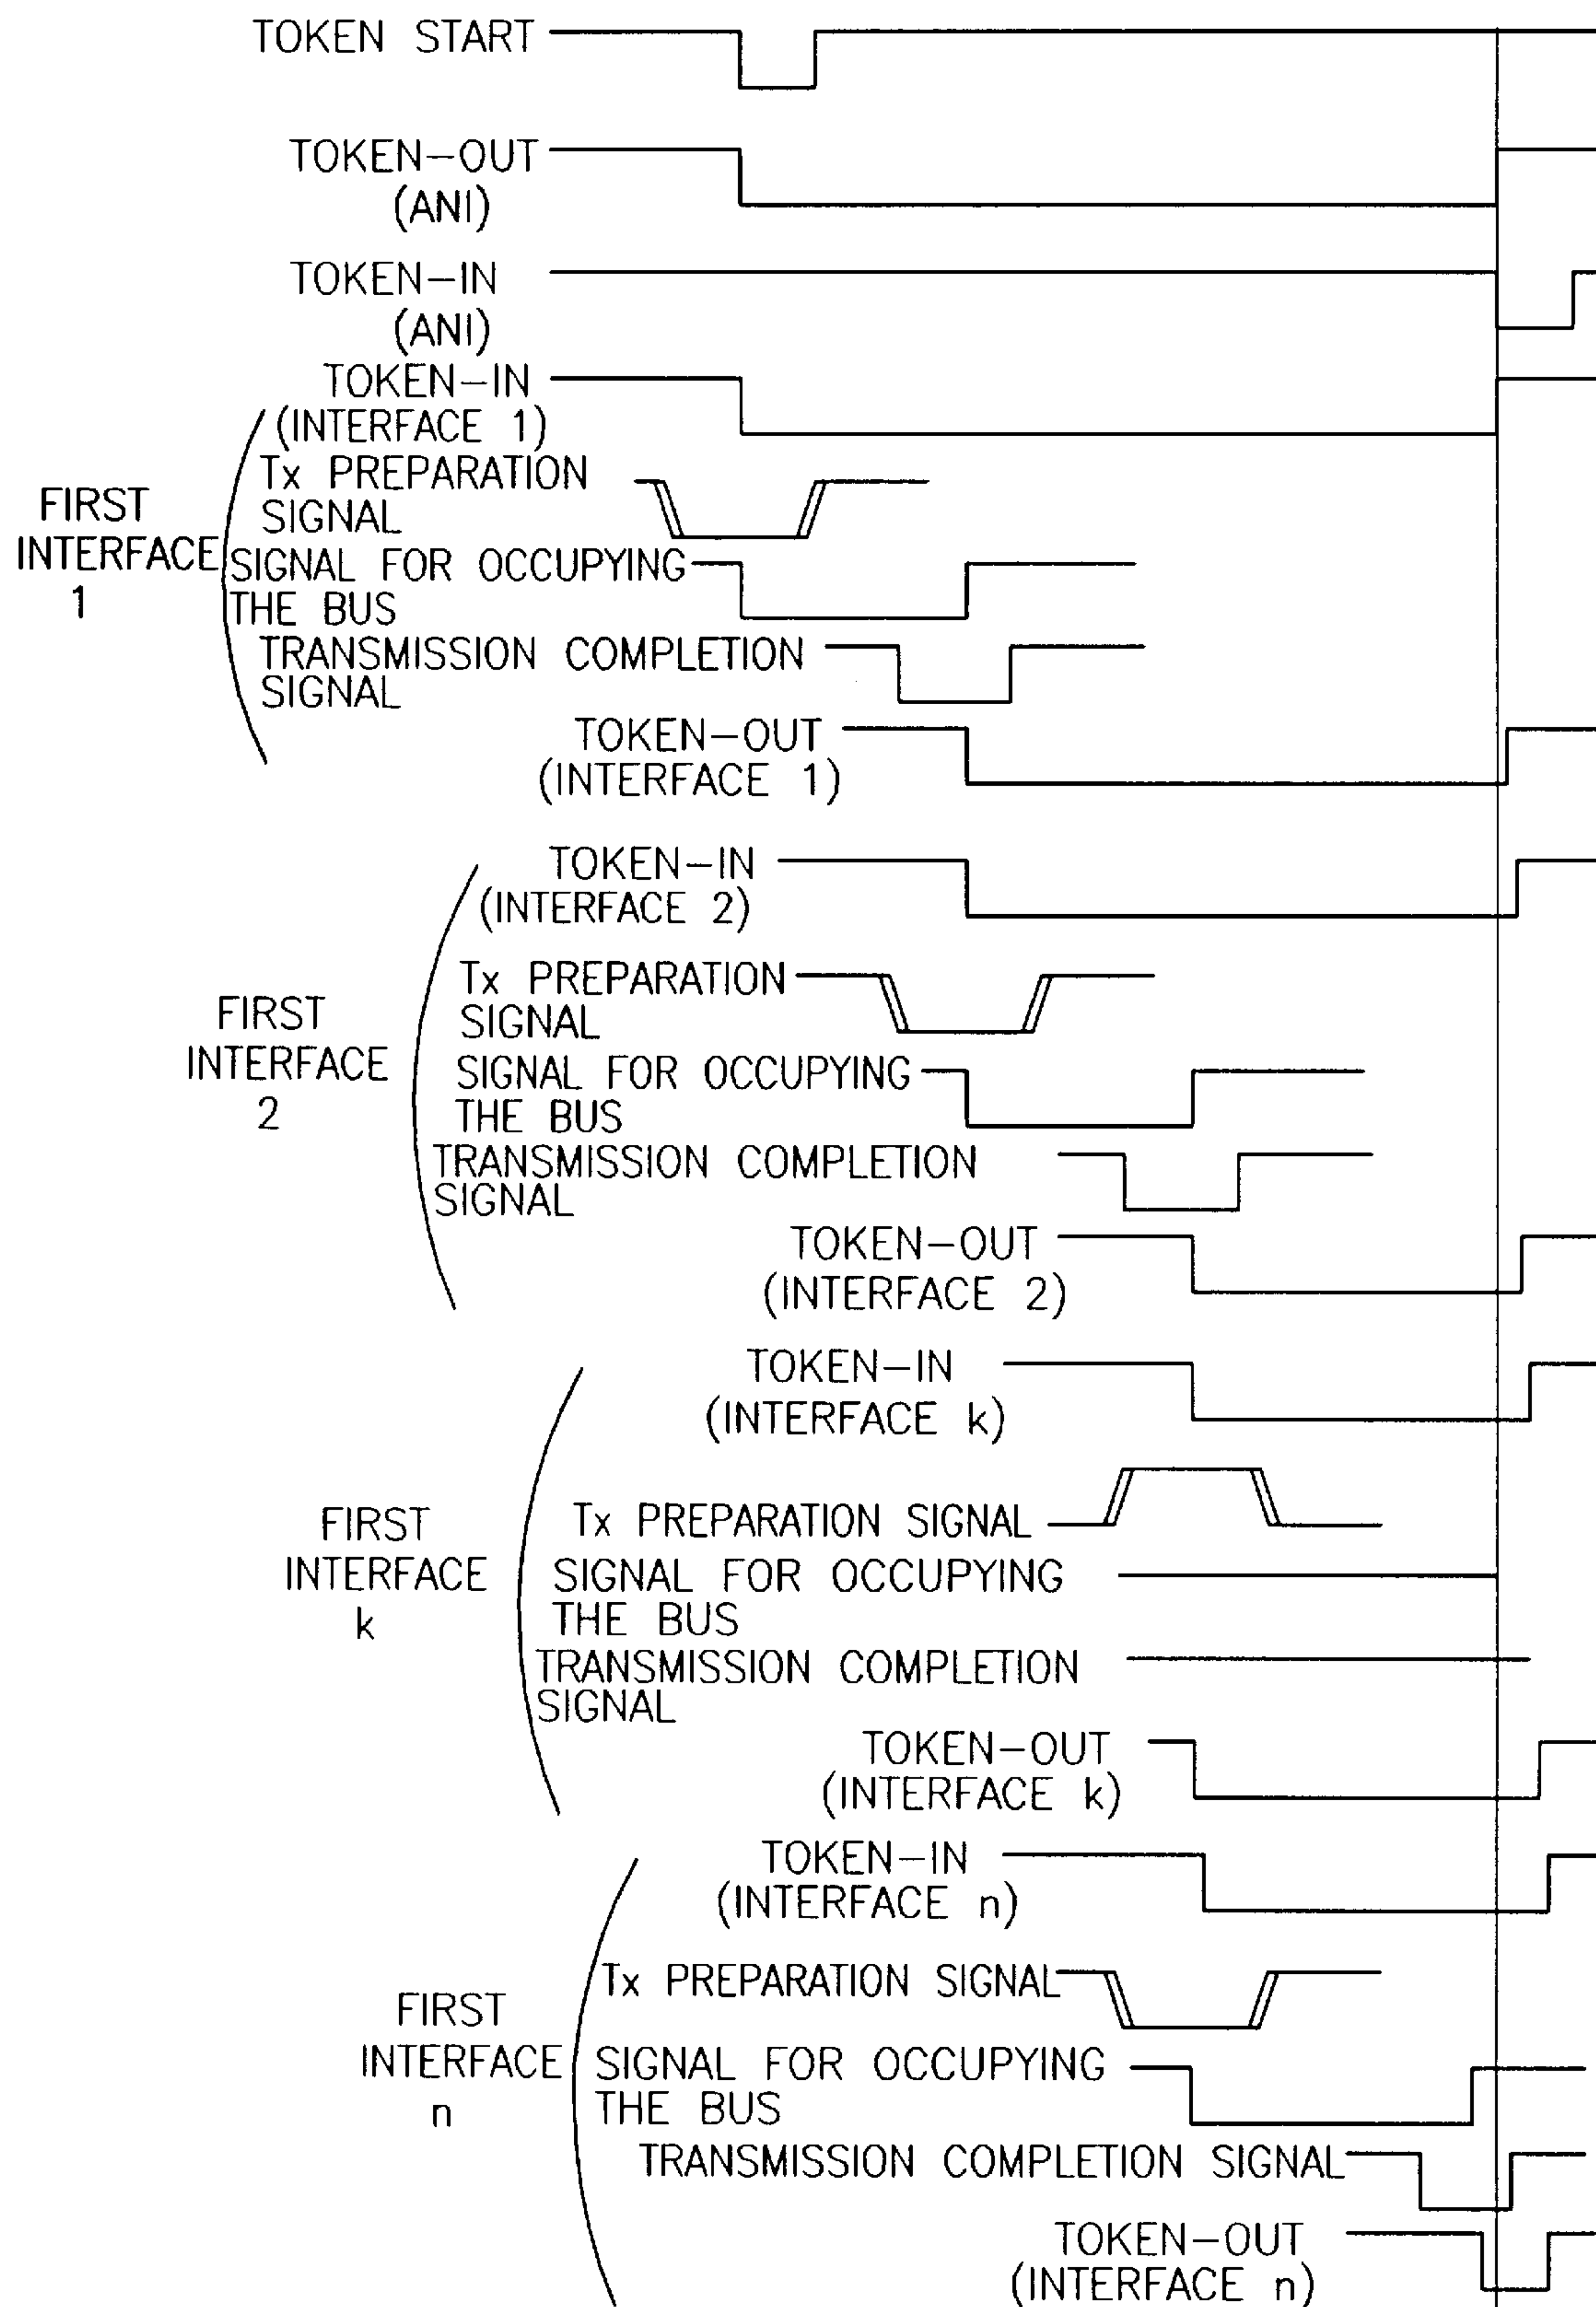 TOKEN START
TOKEN-OUT
(ANI)
TOKEN-IN
(ANI)
TOKEN-IN
(INTERFACE 1)
FIRST
INTERFACE
1
Tx PREPARATION
SIGNAL
SIGNAL FOR OCCUPYING
THE BUS
TRANSMISSION COMPLETION
SIGNAL
TOKEN-OUT
(INTERFACE 1)
TOKEN-IN
(INTERFACE 2)
FIRST
INTERFACE
2
Tx PREPARATION
SIGNAL
SIGNAL FOR OCCUPYING
THE BUS
TRANSMISSION COMPLETION
SIGNAL
TOKEN-OUT
(INTERFACE 2)
TOKEN-IN
(INTERFACE k)
FIRST
INTERFACE
k
Tx PREPARATION SIGNAL
SIGNAL FOR OCCUPYING
THE BUS
TRANSMISSION COMPLETION
SIGNAL
TOKEN-OUT
(INTERFACE k)
TOKEN-IN
(INTERFACE n)
FIRST
INTERFACE
n
Tx PREPARATION SIGNAL
SIGNAL FOR OCCUPYING
THE BUS
TRANSMISSION COMPLETION SIGNAL
TOKEN-OUT
(INTERFACE n)